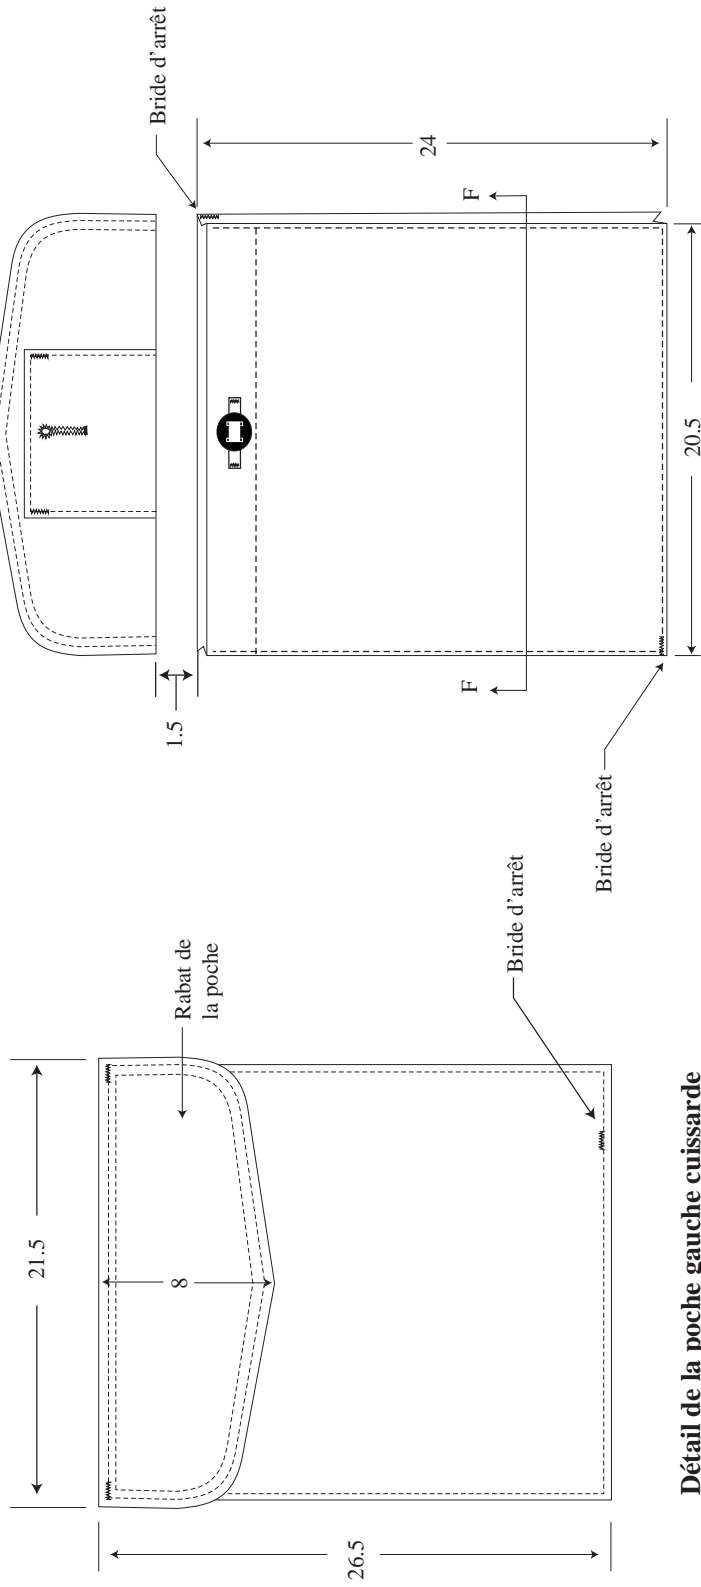 21.5
8
26.5
Rabat de
la poche
Bride d'arrêt
Détail de la poche gauche cuissarde
Bride d'arrêt
1.5
24
F
F
20.5
Bride d'arrêt